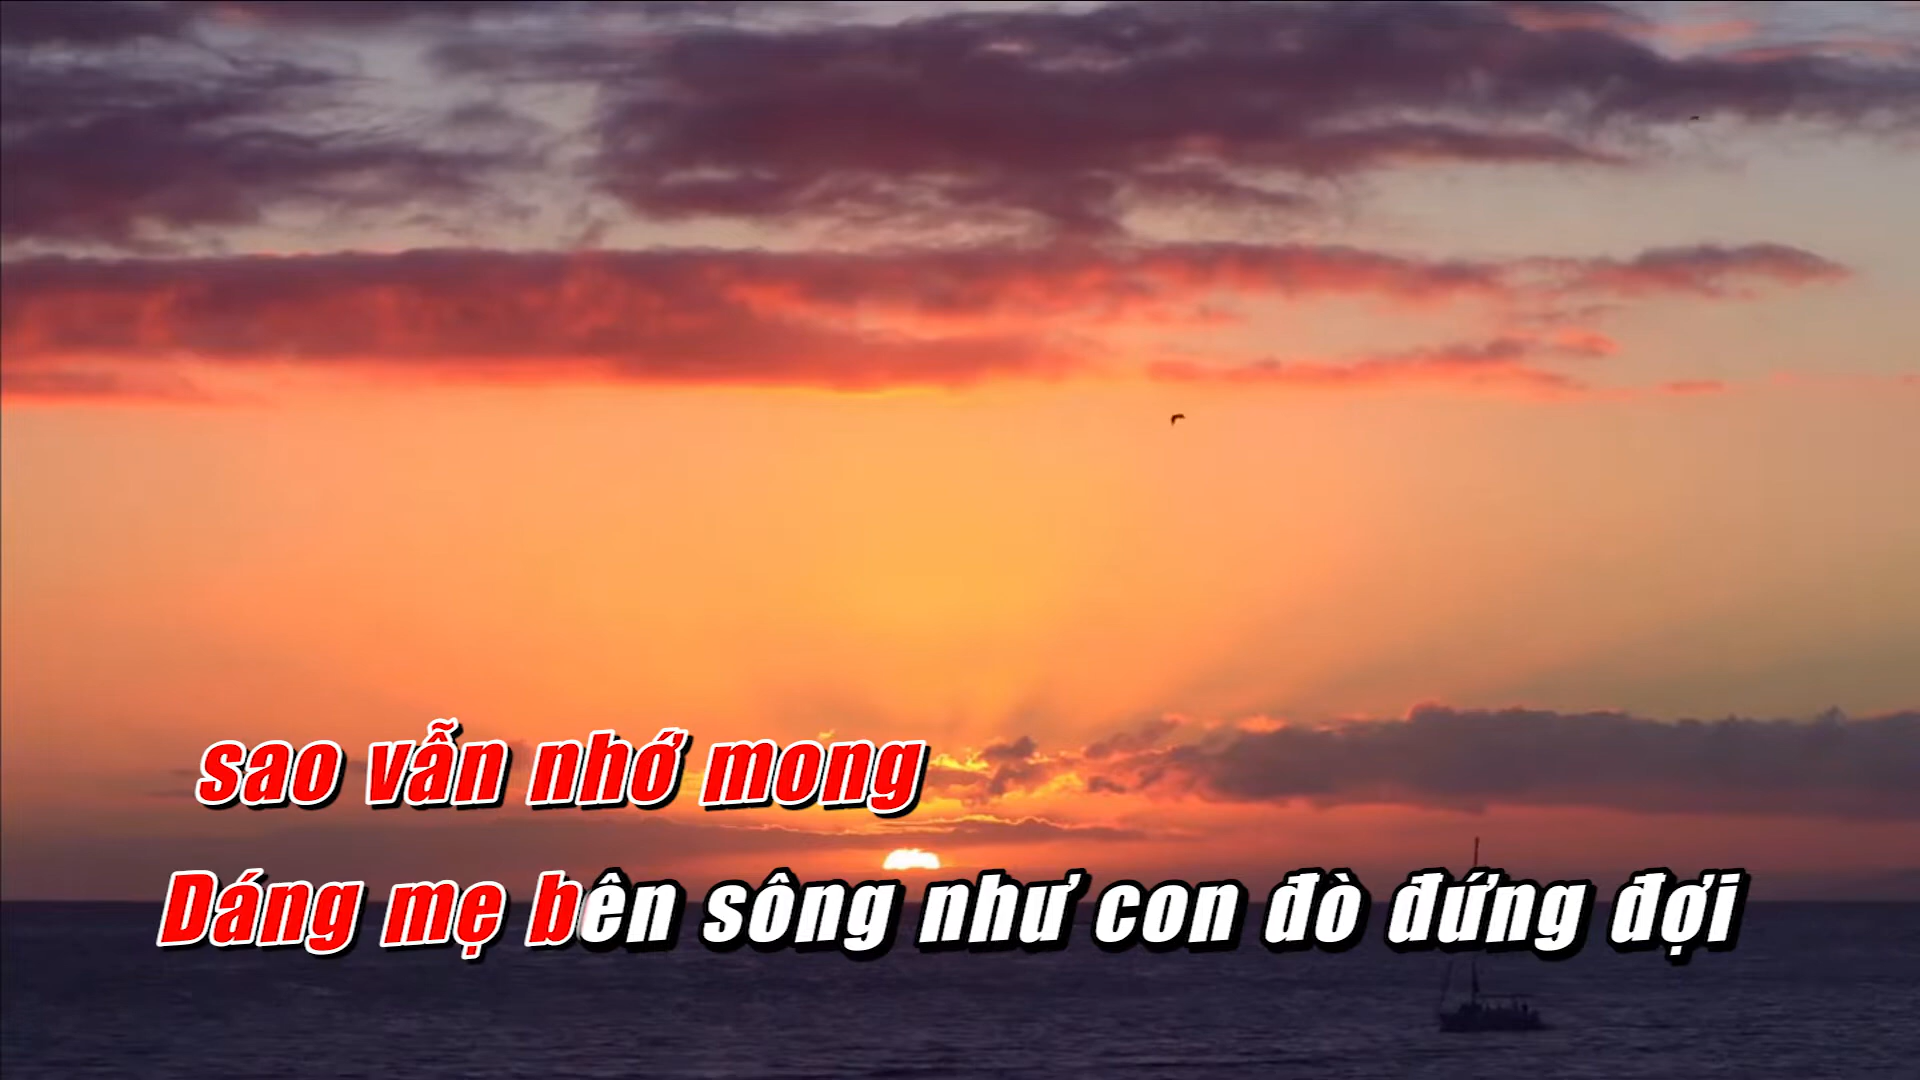 sao vẫn nhớ mong
Dáng mẹ bên sông như con đò đứng đợi